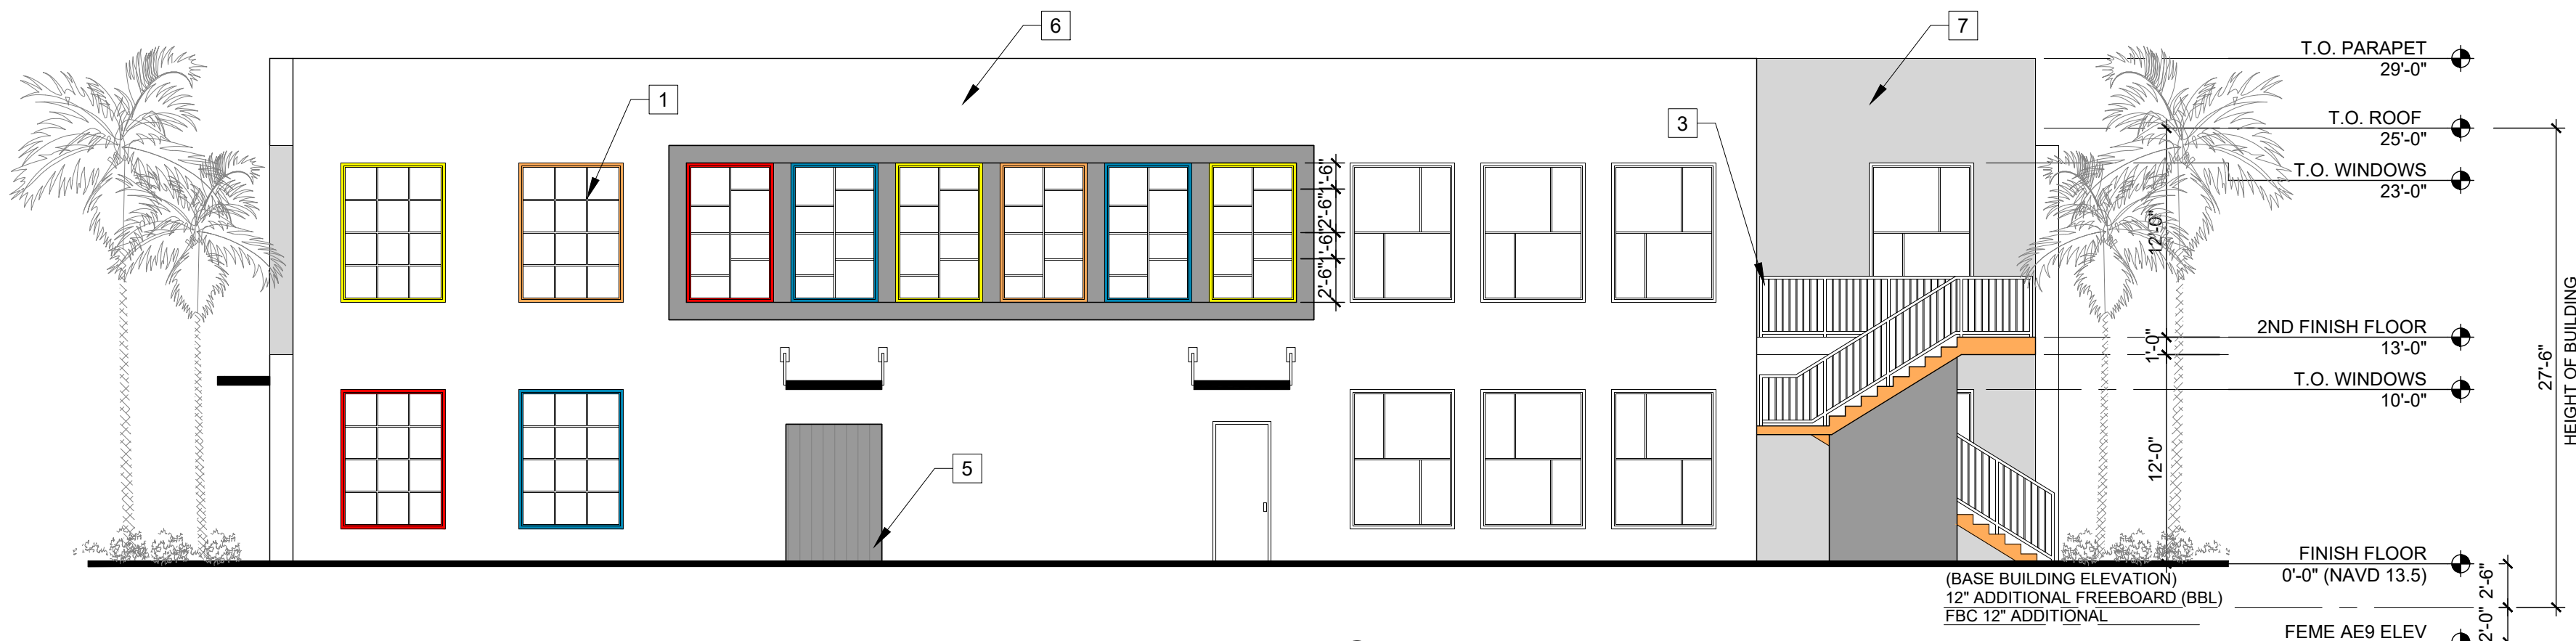 6
7
1
3
5
T.O. PARAPET
29'-0"
T.O. ROOF
25'-0"
T.O. WINDOWS
23'-0"
1'-6"
2'-6"
1'-6"
2'-6"
12'-0"
2ND FINISH FLOOR
13'-0"
1'-0"
T.O. WINDOWS
10'-0"
12'-0"
27'-6"
HEIGHT OF BUILDING
FINISH FLOOR
0'-0" (NAVD 13.5)
2'-6"
(BASE BUILDING ELEVATION)
12" ADDITIONAL FREEBOARD (BBL)
FBC 12" ADDITIONAL
FEME AE9 ELEV
2'-0"